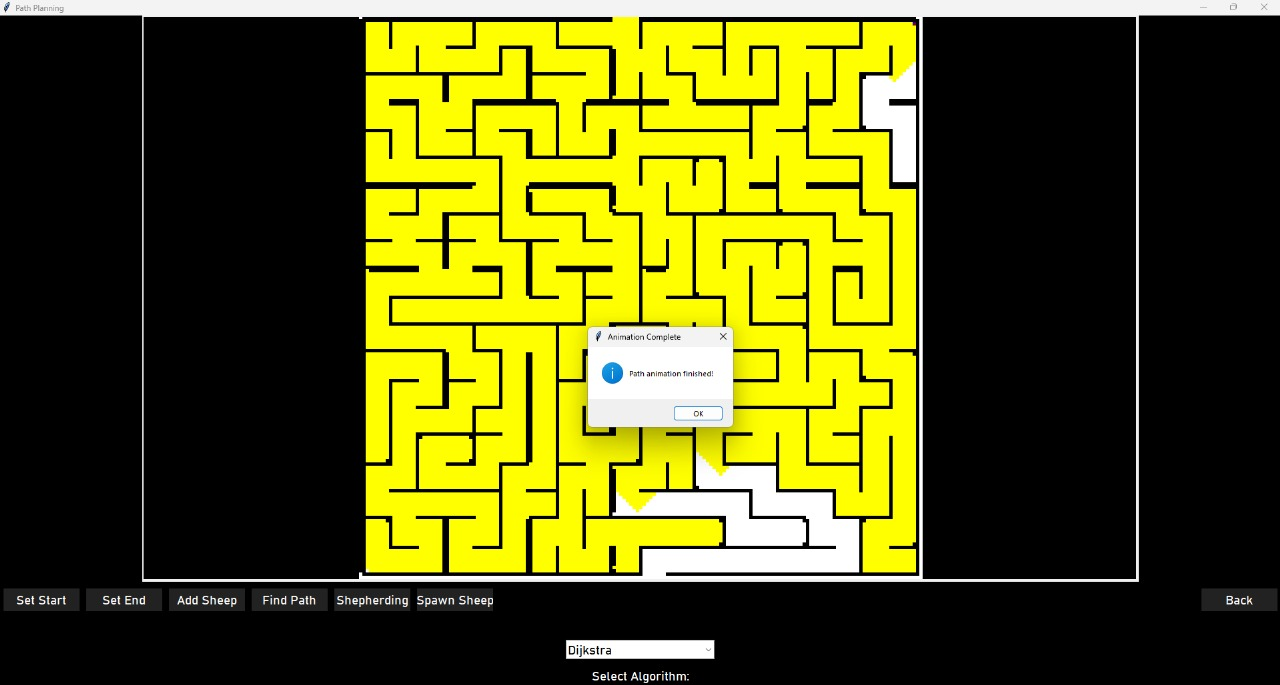 Path Planning
Animation Complete
Path animation finished!
OK
Set Start
Set End
Add Sheep
Find Path
Shepherding
Spawn Sheep
Back
Dijkstra
Select Algorithm: